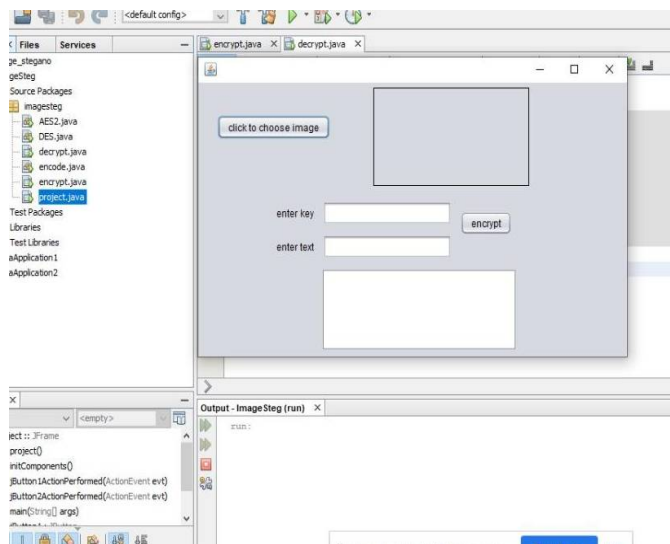 <default config>
Files Services
encrypt.java
decrypt.java
ge_stegano
geSteg
Source Packages
imagesteg
AES2.java
DES.java
decrypt.java
encode.java
encrypt.java
project.java
Test Packages
Libraries
Test Libraries
aApplication1
aApplication2
click to choose image
enter key
encrypt
enter text
<empty>
ject :: JFrame
project()
initComponents()
jButton1ActionPerformed(ActionEvent evt)
jButton2ActionPerformed(ActionEvent evt)
main(String[] args)
Output - ImageSteg (run)
run: